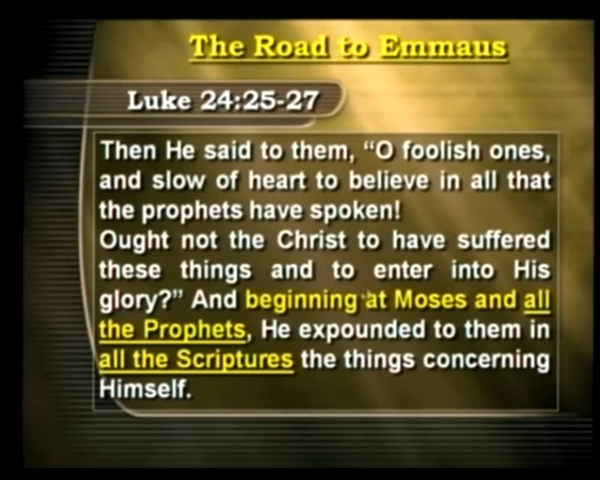 The Road to Emmaus
Luke 24:25-27
Then He said to them, “O foolish ones,
and slow of heart to believe in all that
the prophets have spoken!
Ought not the Christ to have suffered
these things and to enter into His
glory?” And beginning at Moses and all
the Prophets, He expounded to them in
all the Scriptures the things concerning
Himself.